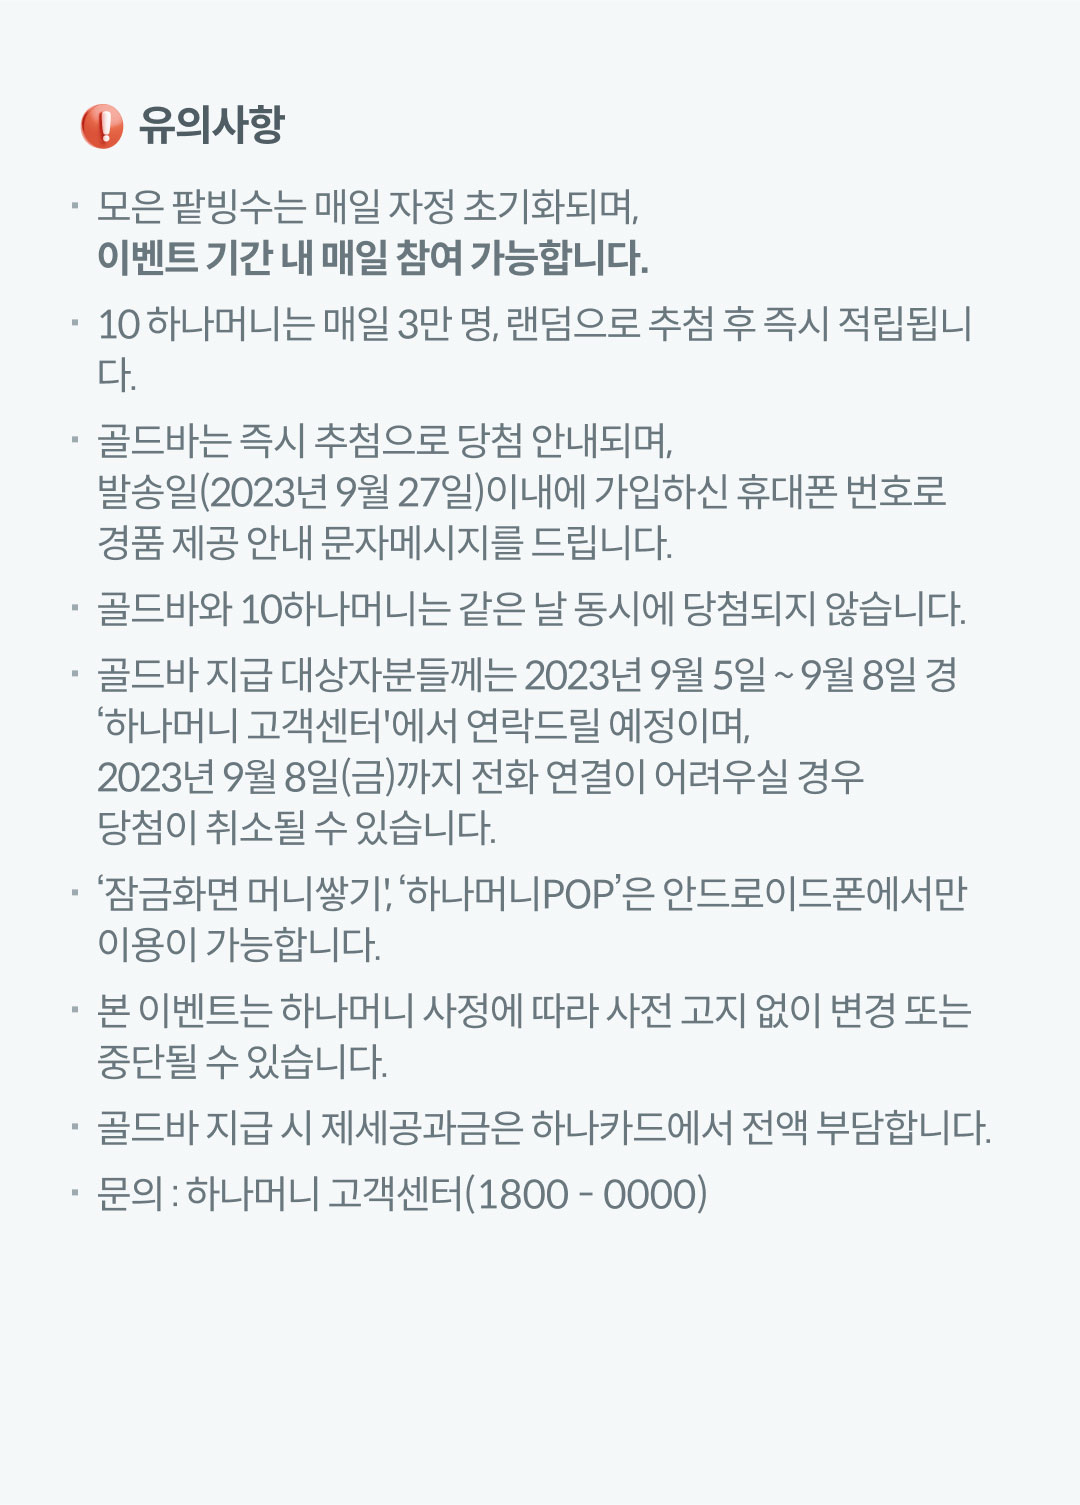 유의사항
· 모은 팥빙수는 매일 자정 초기화되며,
이벤트 기간 내 매일 참여 가능합니다.
· 10 하나머니는 매일 3만 명, 랜덤으로 추첨 후 즉시 적립됩니
다.
· 골드바는 즉시 추첨으로 당첨 안내되며,
발송일(2023년 9월 27일)이내에 가입하신 휴대폰 번호로
경품 제공 안내 문자메시지를 드립니다.
· 골드바와 10하나머니는 같은 날 동시에 당첨되지 않습니다.
· 골드바 지급 대상자분들께는 2023년 9월 5일 ~ 9월 8일 경
‘하나머니 고객센터'에서 연락드릴 예정이며,
2023년 9월 8일(금)까지 전화 연결이 어려우실 경우
당첨이 취소될 수 있습니다.
· ‘잠금화면 머니쌓기', ‘하나머니POP’은 안드로이드폰에서만
이용이 가능합니다.
· 본 이벤트는 하나머니 사정에 따라 사전 고지 없이 변경 또는
중단될 수 있습니다.
· 골드바 지급 시 제세공과금은 하나카드에서 전액 부담합니다.
· 문의 : 하나머니 고객센터(1800 - 0000)